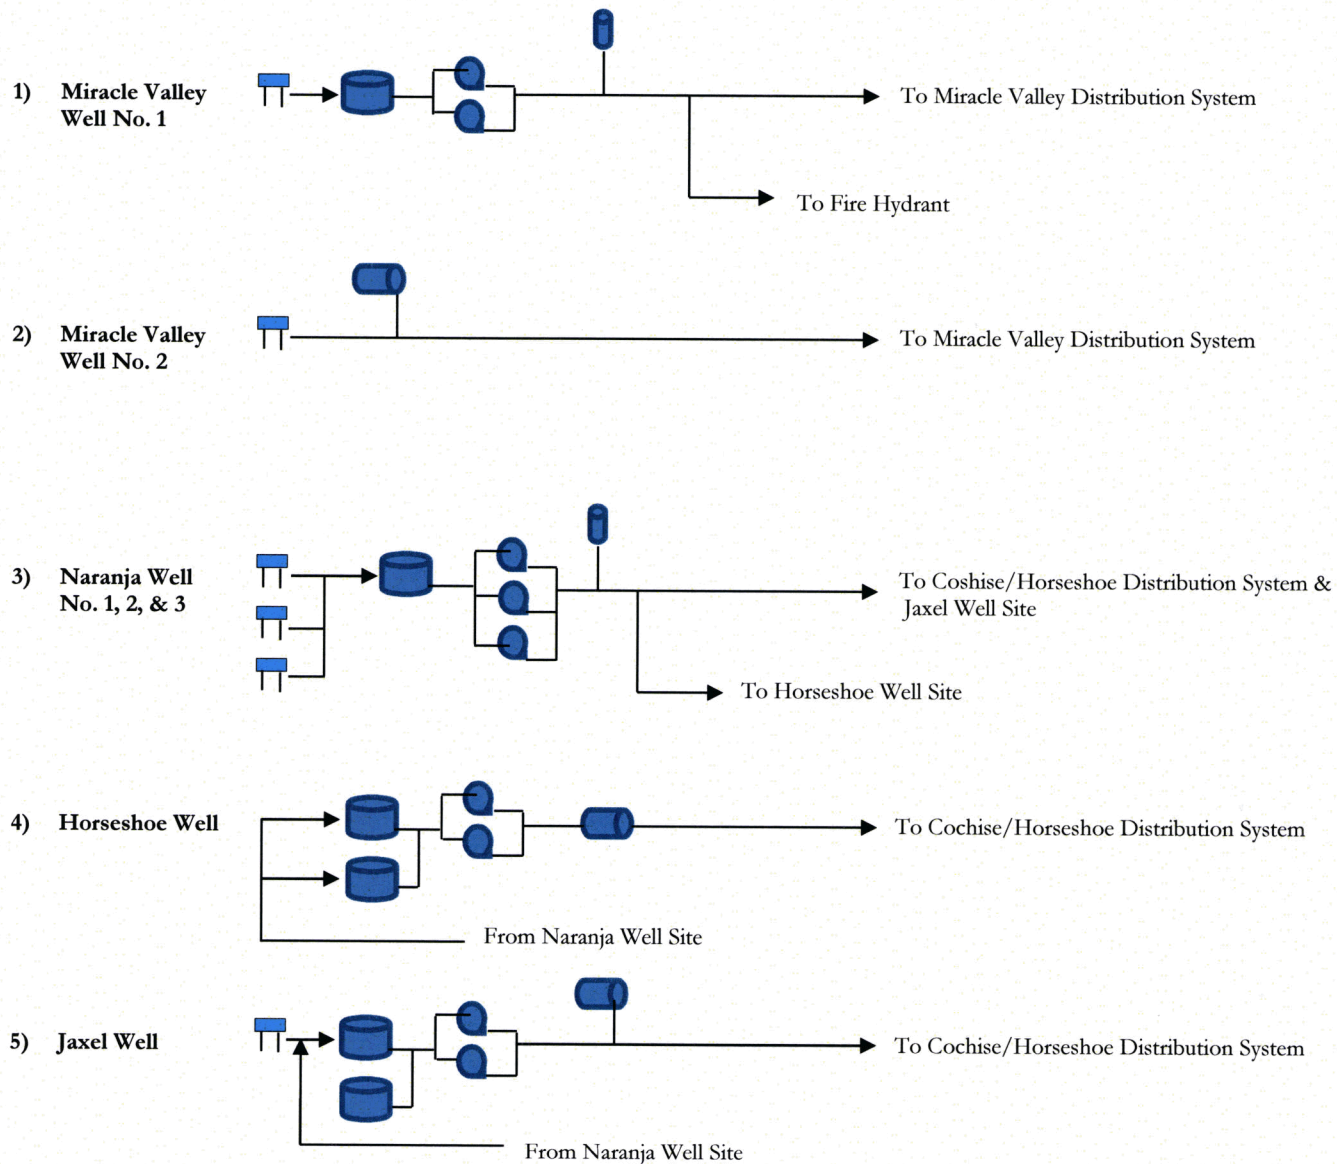 1) Miracle Valley
Well No. 1
To Miracle Valley Distribution System
To Fire Hydrant
2) Miracle Valley
Well No. 2
To Miracle Valley Distribution System
3) Naranja Well
No. 1, 2, & 3
To Coshise/Horseshoe Distribution System &
Jaxel Well Site
To Horseshoe Well Site
4) Horseshoe Well
To Cochise/Horseshoe Distribution System
From Naranja Well Site
5) Jaxel Well
To Cochise/Horseshoe Distribution System
From Naranja Well Site